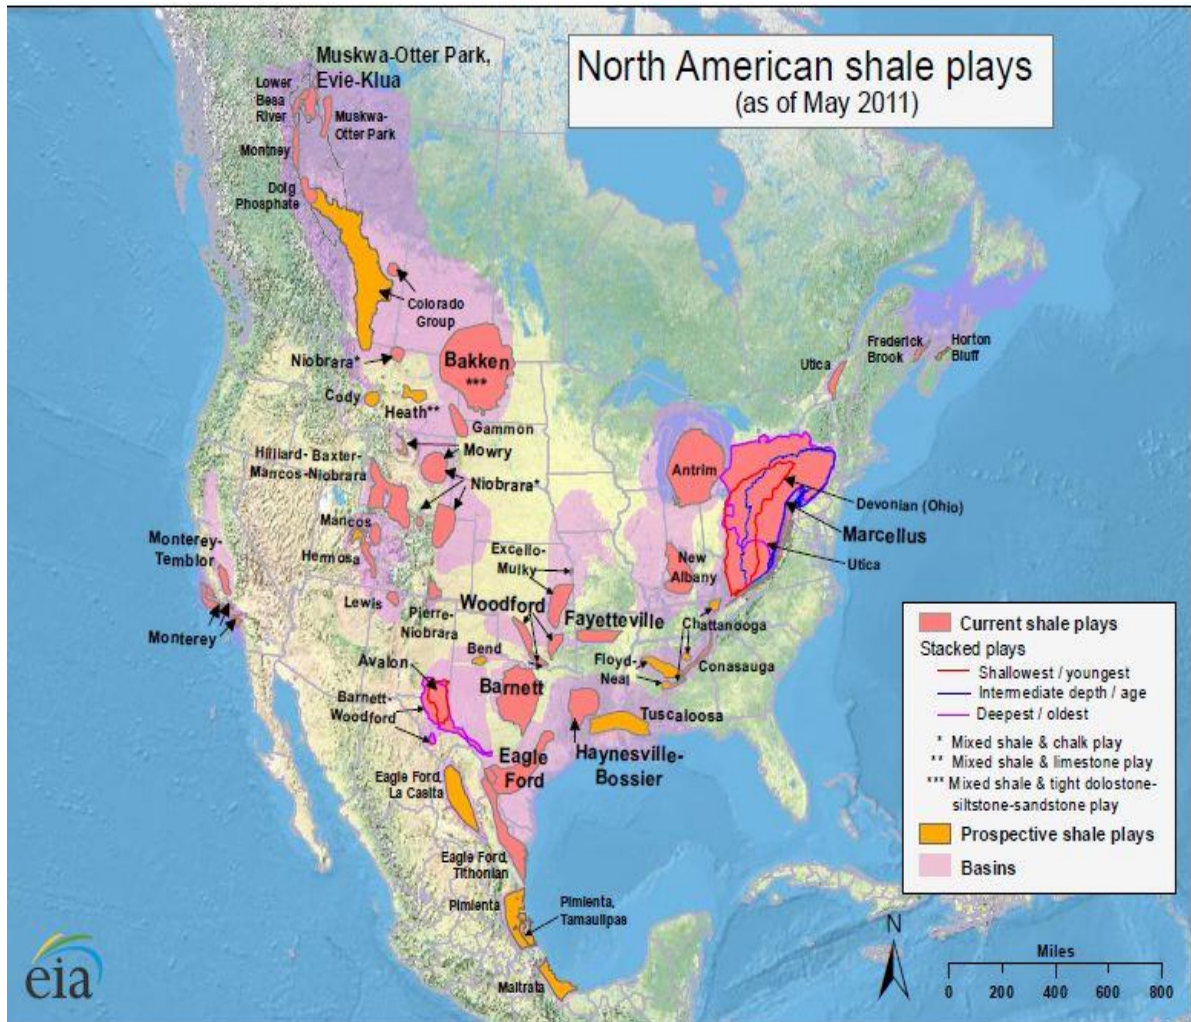 North American shale plays
(as of May 2011)
Muskwa-Otter Park,
Evie-Klua
Lower
Besa
River
Muskwa-
Otter Park
Montney
Doig
Phosphate
Colorado
Group
Niobrara*
Bakken
***
Cody
Heath**
Gammon
Mowry
Hilliard-Baxter-
Mancos-Niobrara
Niobrara*
Antrim
Utica
Frederick
Brook
Horton
Bluff
Devonian (Ohio)
Marcellus
Utica
Mancos
Hermosa
Monterey-
Temblor
Monterey
Lewis
Pierre-
Niobrara
Excello-
Mulky
Woodford
Fayetteville
New
Albany
Chattanooga
Bend
Avalon
Barnett
Floyd-
Neal
Conasauga
Barnett-
Woodford
Tuscaloosa
Haynesville-
Bossier
Eagle
Ford
Eagle Ford,
La Casita
Eagle Ford,
Tithonian
Pimienta
Pimienta,
Tamaulipas
Maltrata
Current shale plays
Stacked plays
Shallowest / youngest
Intermediate depth / age
Deepest / oldest
* Mixed shale & chalk play
** Mixed shale & limestone play
*** Mixed shale & tight dolostone-
siltstone-sandstone play
Prospective shale plays
Basins
N
Miles
0 200 400 600 800
eia